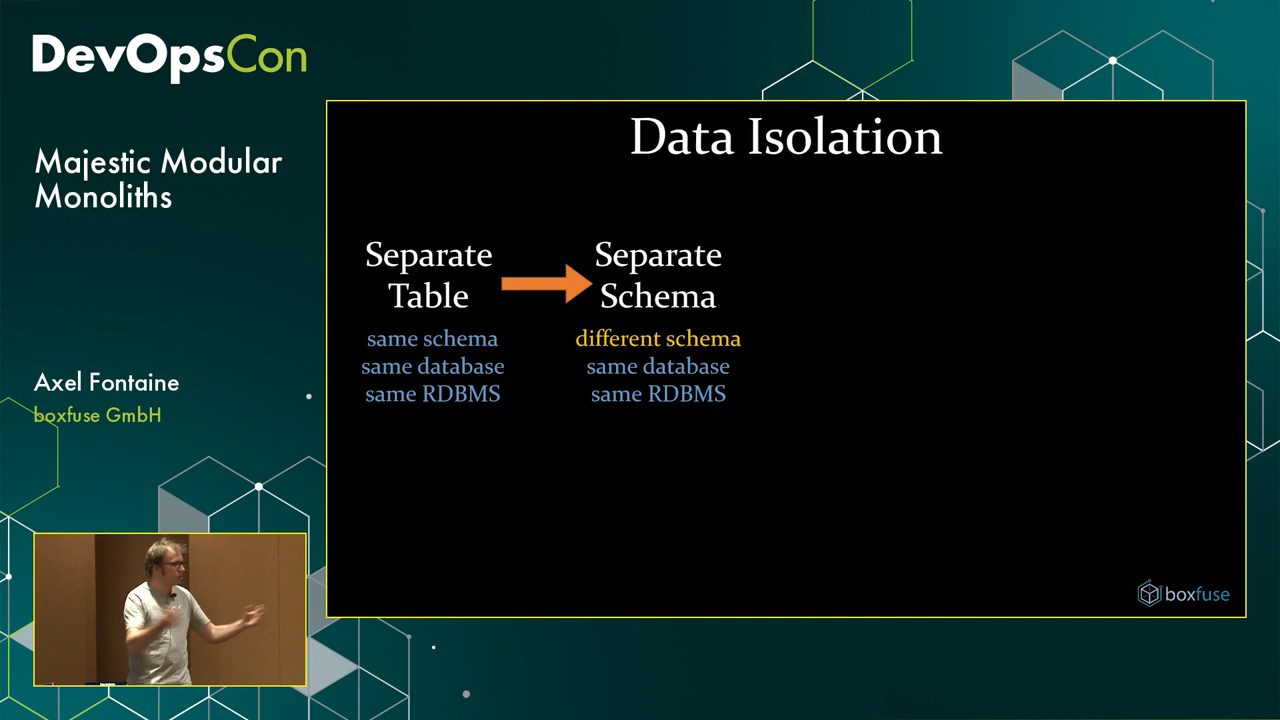 DevOpsCon
Majestic Modular
Monoliths
Axel Fontaine
boxfuse GmbH
Data Isolation
Separate
Table
same schema
same database
same RDBMS
Separate
Schema
different schema
same database
same RDBMS
boxfuse